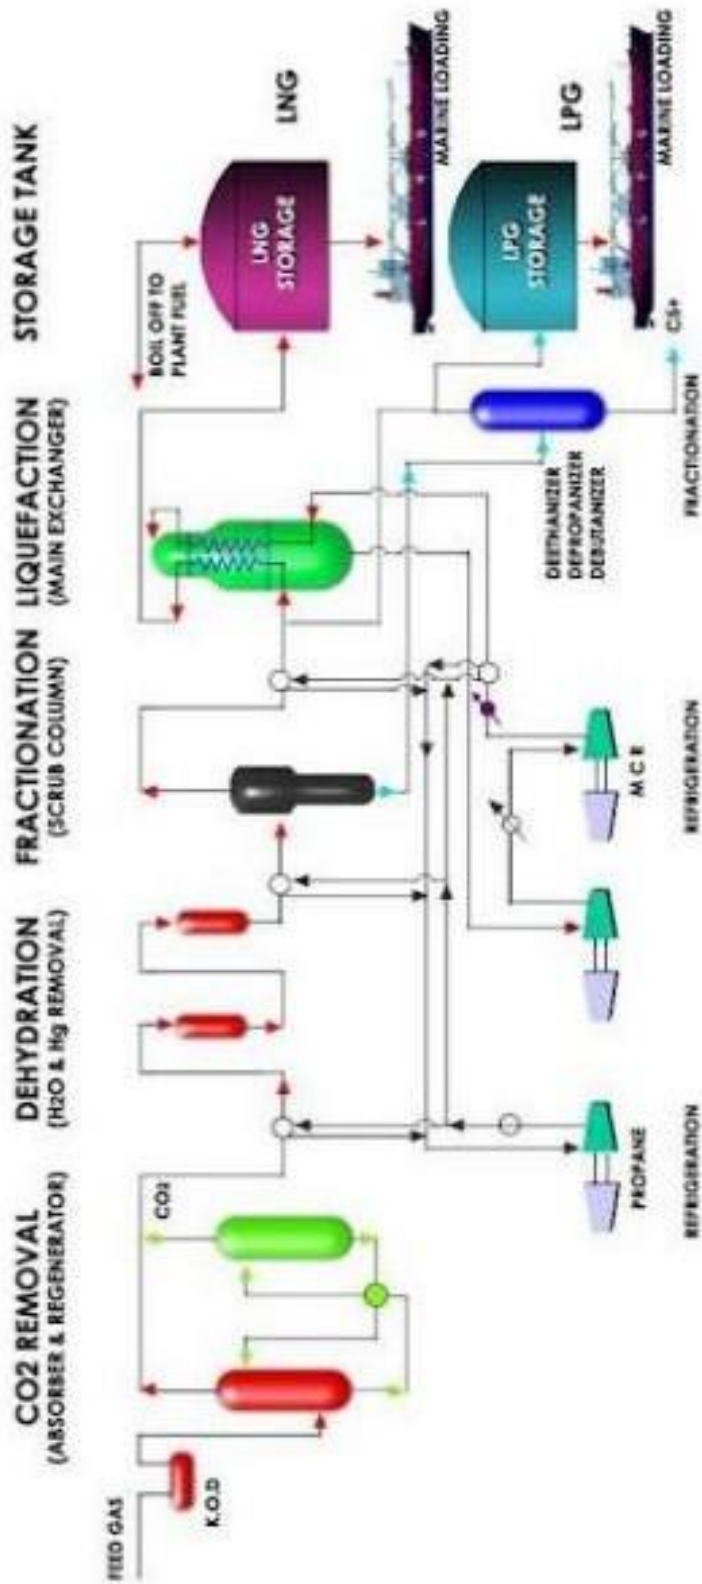 CO2 REMOVAL
(ABSORBER & REGENERATOR)
DEHYDRATION
(H2O & Hg REMOVAL)
FRACTIONATION
(SCRUB COLUMN)
LIQUEFACTION
(MAIN EXCHANGER)
STORAGE TANK
FEED GAS
K.O.D
CO2
BOIL OFF TO
PLANT FUEL
LNG
STORAGE
LNG
MARINE LOADING
LPG
STORAGE
LPG
MARINE LOADING
C5+
DEETHANIZER
DEPROPANIZER
DEBUTANIZER
FRACTIONATION
PROPANE
REFRIGERATION
M C R
REFRIGERATION